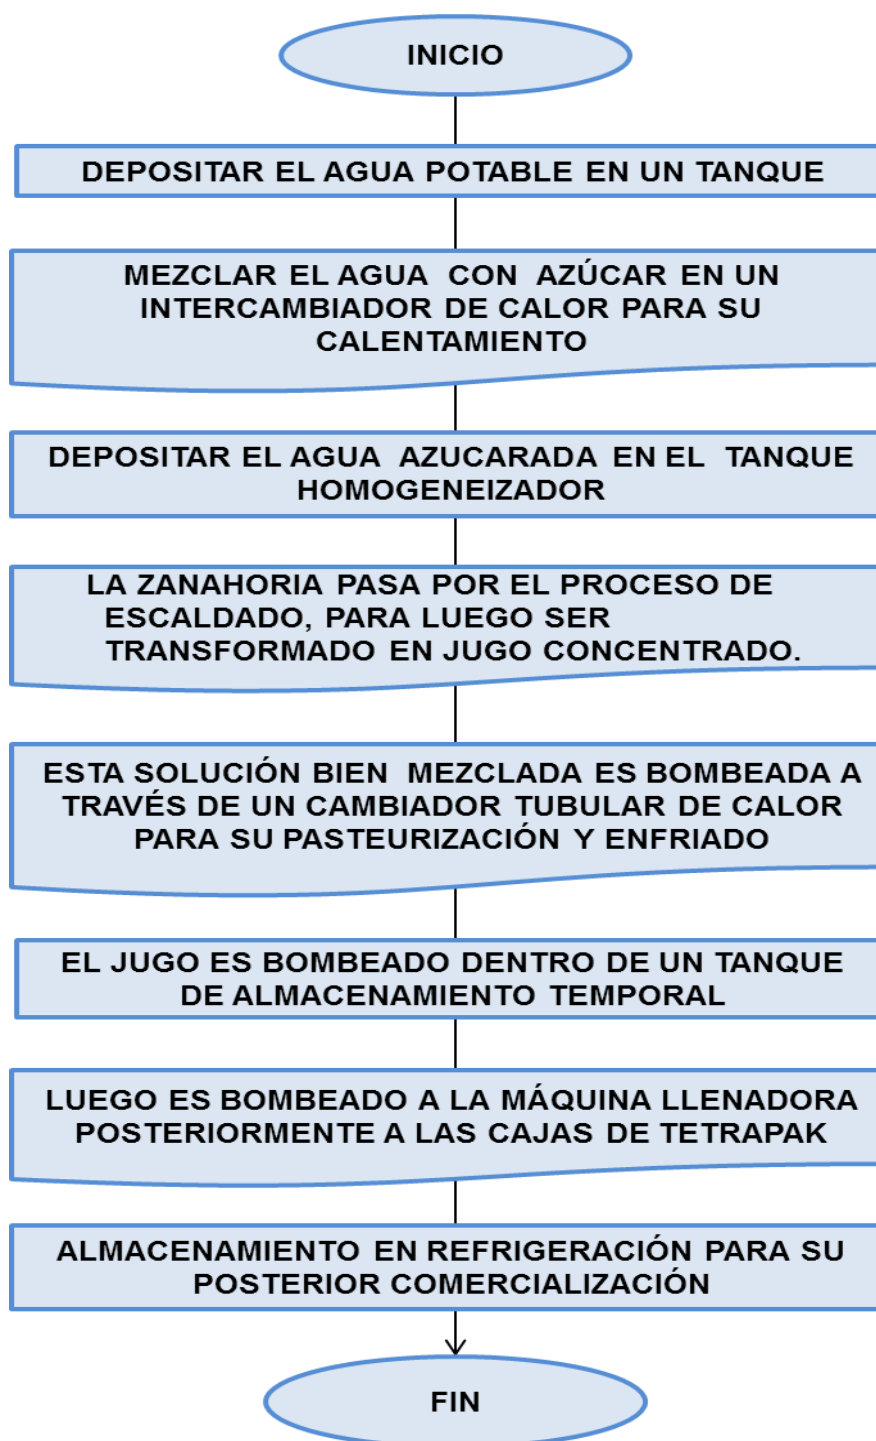 INICIO
DEPOSITAR EL AGUA POTABLE EN UN TANQUE
MEZCLAR EL AGUA CON AZÚCAR EN UN
INTERCAMBIADOR DE CALOR PARA SU
CALENTAMIENTO
DEPOSITAR EL AGUA AZUCARADA EN EL TANQUE
HOMOGENEIZADOR
LA ZANAHORIA PASA POR EL PROCESO DE
ESCALDADO, PARA LUEGO SER
TRANSFORMADO EN JUGO CONCENTRADO.
ESTA SOLUCIÓN BIEN MEZCLADA ES BOMBEADA A
TRAVÉS DE UN CAMBIADOR TUBULAR DE CALOR
PARA SU PASTEURIZACIÓN Y ENFRIADO
EL JUGO ES BOMBEADO DENTRO DE UN TANQUE
DE ALMACENAMIENTO TEMPORAL
LUEGO ES BOMBEADO A LA MÁQUINA LLENADORA
POSTERIORMENTE A LAS CAJAS DE TETRAPAK
ALMACENAMIENTO EN REFRIGERACIÓN PARA SU
POSTERIOR COMERCIALIZACIÓN
FIN